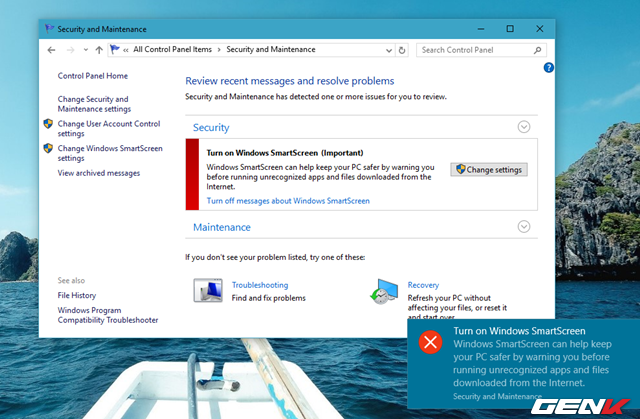 Security and Maintenance
All Control Panel Items
Security and Maintenance
Search Control Panel
Control Panel Home
Change Security and
Maintenance settings
Change User Account Control
settings
Change Windows SmartScreen
settings
View archived messages
See also
File History
Windows Program
Compatibility Troubleshooter
Review recent messages and resolve problems
Security and Maintenance has detected one or more issues for you to review.
Security
Turn on Windows SmartScreen (Important)
Windows SmartScreen can help keep your PC safer by warning you
before running unrecognized apps and files downloaded from the
Internet.
Change settings
Turn off messages about Windows SmartScreen
Maintenance
If you don't see your problem listed, try one of these:
Troubleshooting
Find and fix problems
Recovery
Refresh your PC without
affecting your files, or reset it
and start over.
Turn on Windows SmartScreen
Windows SmartScreen can help keep
your PC safer by warning you before
running unrecognized apps and files
downloaded from the Internet.
Security and Maintenance
GENK